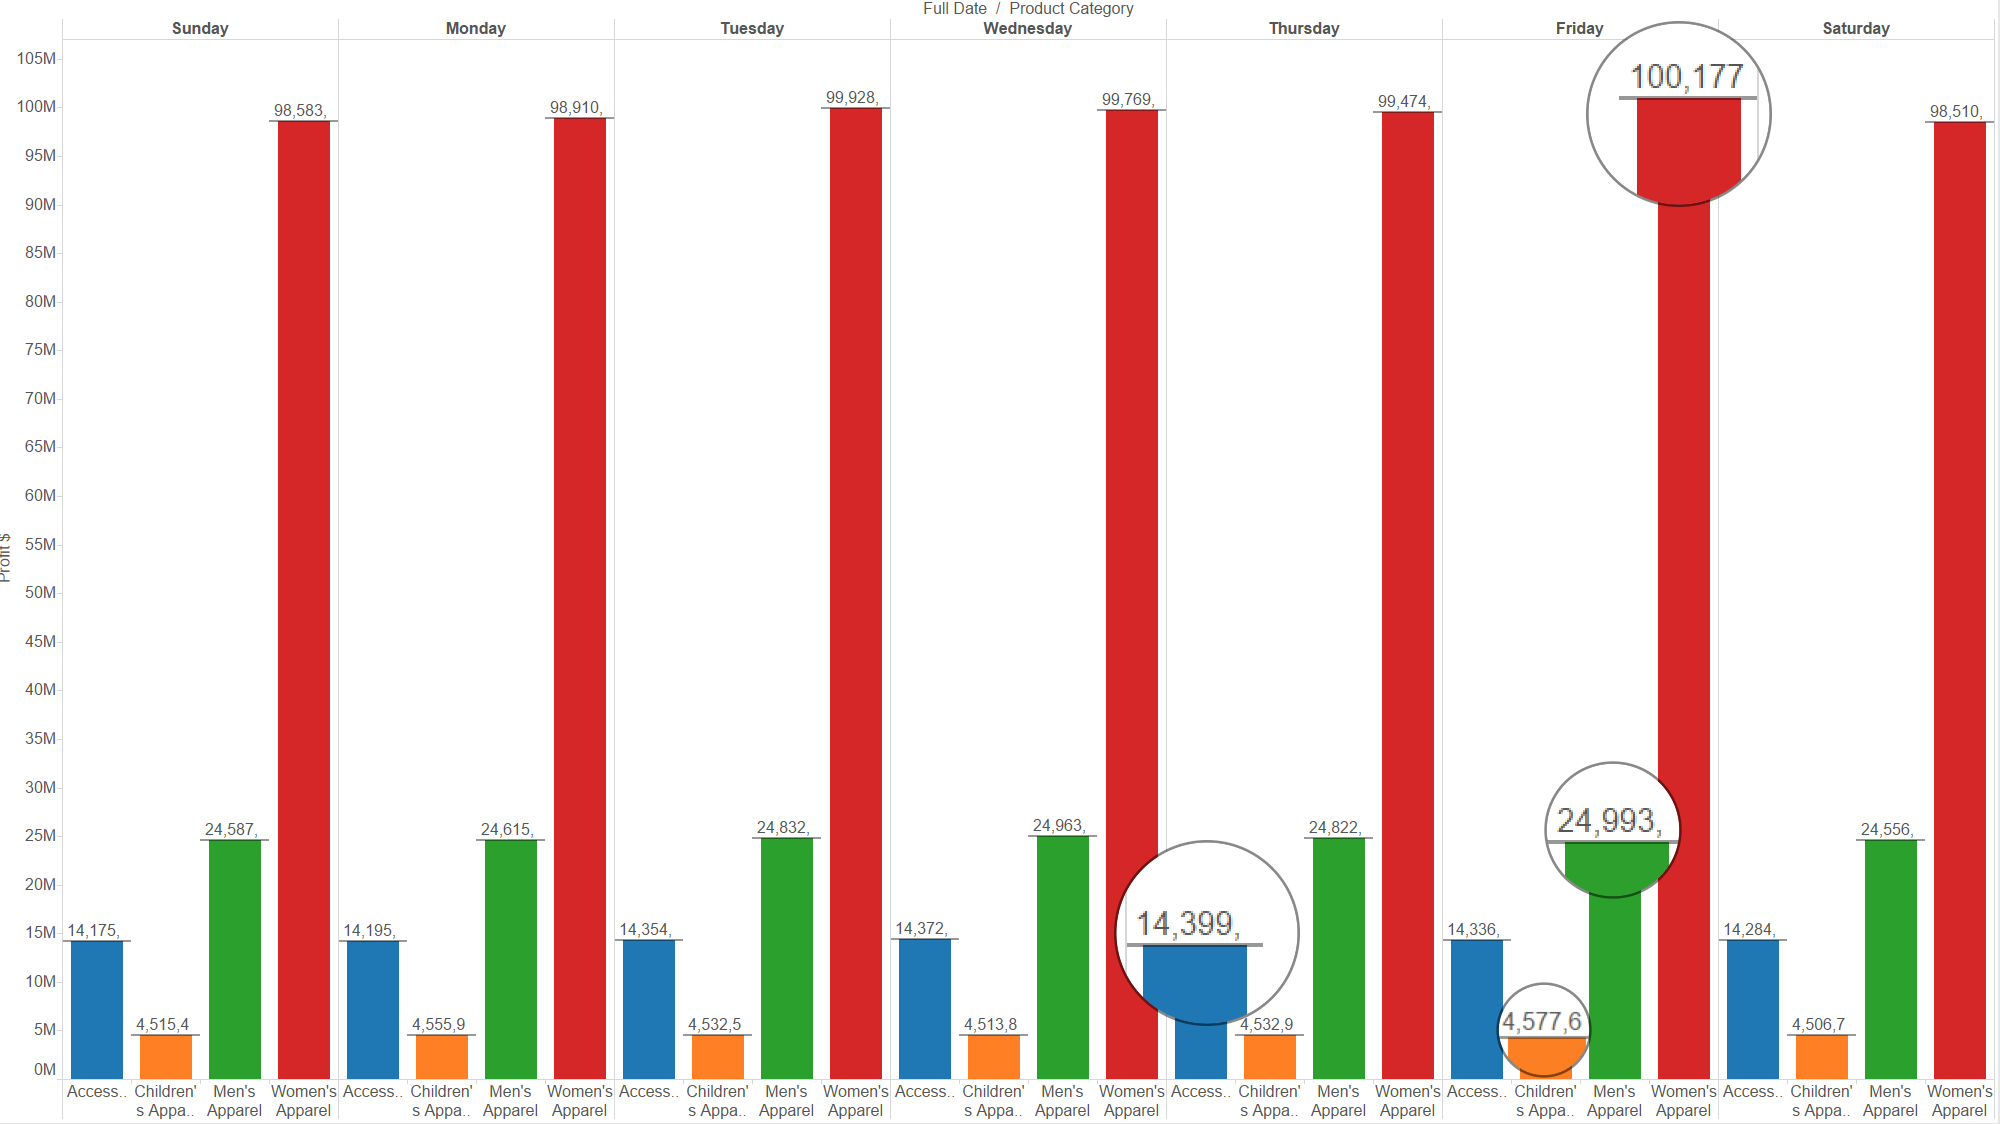 Full Date / Product Category
Sunday Monday Tuesday Wednesday Thursday Friday Saturday
105M
100M
95M
90M
85M
80M
75M
70M
65M
60M
55M
50M
45M
40M
35M
30M
25M
20M
15M
10M
5M
0M
Profit $
14,175, 4,515,4 24,587, 98,583,
14,195, 4,555,9 24,615, 98,910,
14,354, 4,532,5 24,832, 99,928,
14,372, 4,513,8 24,963, 99,769,
14,399, 4,532,9 24,822, 99,474,
14,336, 4,577,6 24,993, 100,177
14,284, 4,506,7 24,556, 98,510,
Access.. Children' Men's Women's Access.. Children' Men's Women's Access.. Children' Men's Women's Access.. Children' Men's Women's Access.. Children' Men's Women's Access.. Children' Men's Women's Access.. Children' Men's Women's
s Appa.. Apparel Apparel s Appa.. Apparel Apparel s Appa.. Apparel Apparel s Appa.. Apparel Apparel s Appa.. Apparel Apparel s Appa.. Apparel Apparel s Appa.. Apparel Apparel